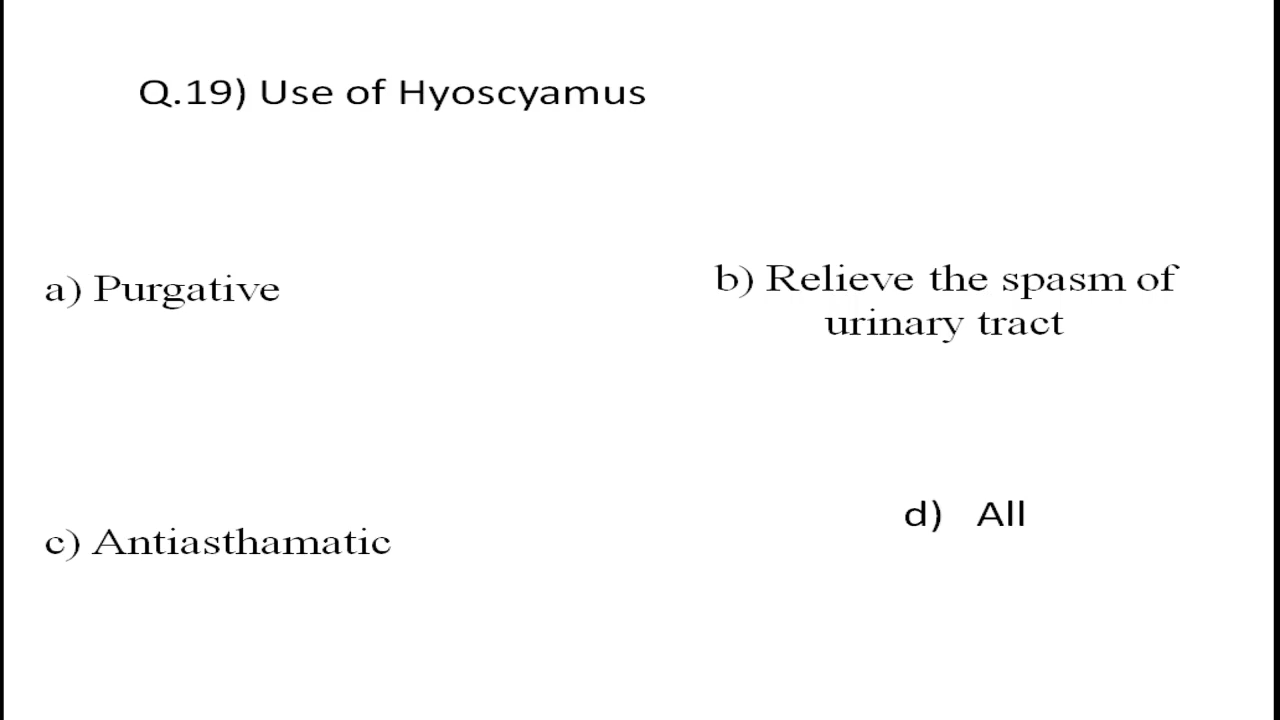 Q.19) Use of Hyoscyamus
a) Purgative
b) Relieve the spasm of
urinary tract
c) Antiasthamatic
d) All